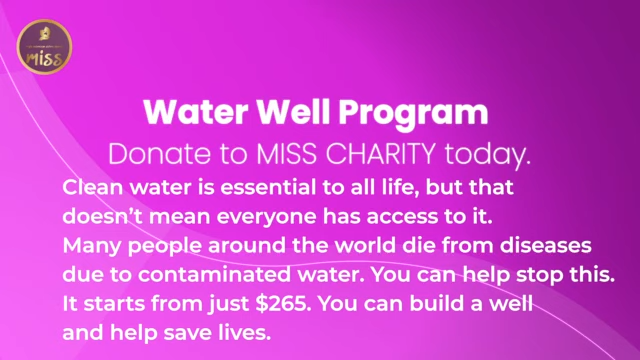 miss
Water Well Program
Donate to MISS CHARITY today.
Clean water is essential to all life, but that
doesn't mean everyone has access to it.
Many people around the world die from diseases
due to contaminated water. You can help stop this.
It starts from just $265. You can build a well
and help save lives.